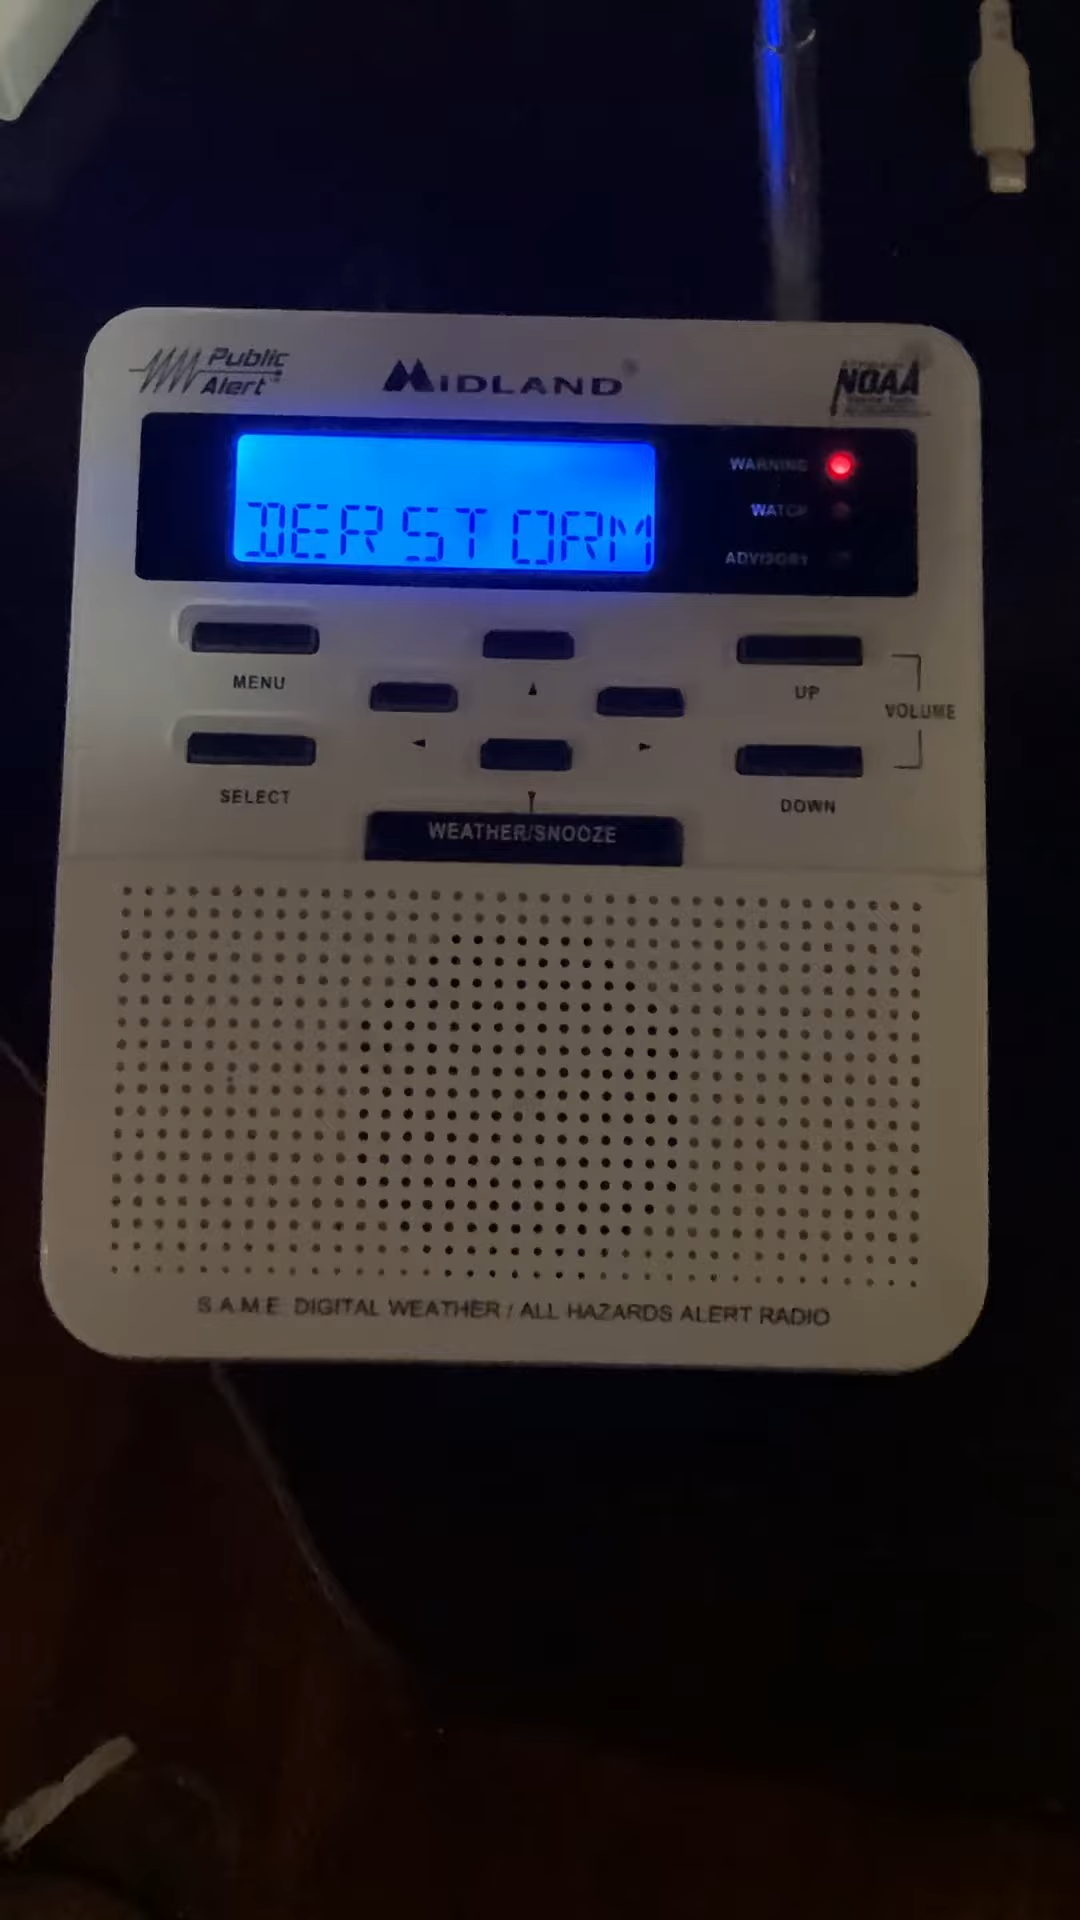 Public
Alert
MIDLAND
NOAA
DERSTORM
WARNING
WATCH
ADVISORY
MENU
UP
VOLUME
SELECT
DOWN
WEATHER/SNOOZE
S.A.M.E. DIGITAL WEATHER / ALL HAZARDS ALERT RADIO